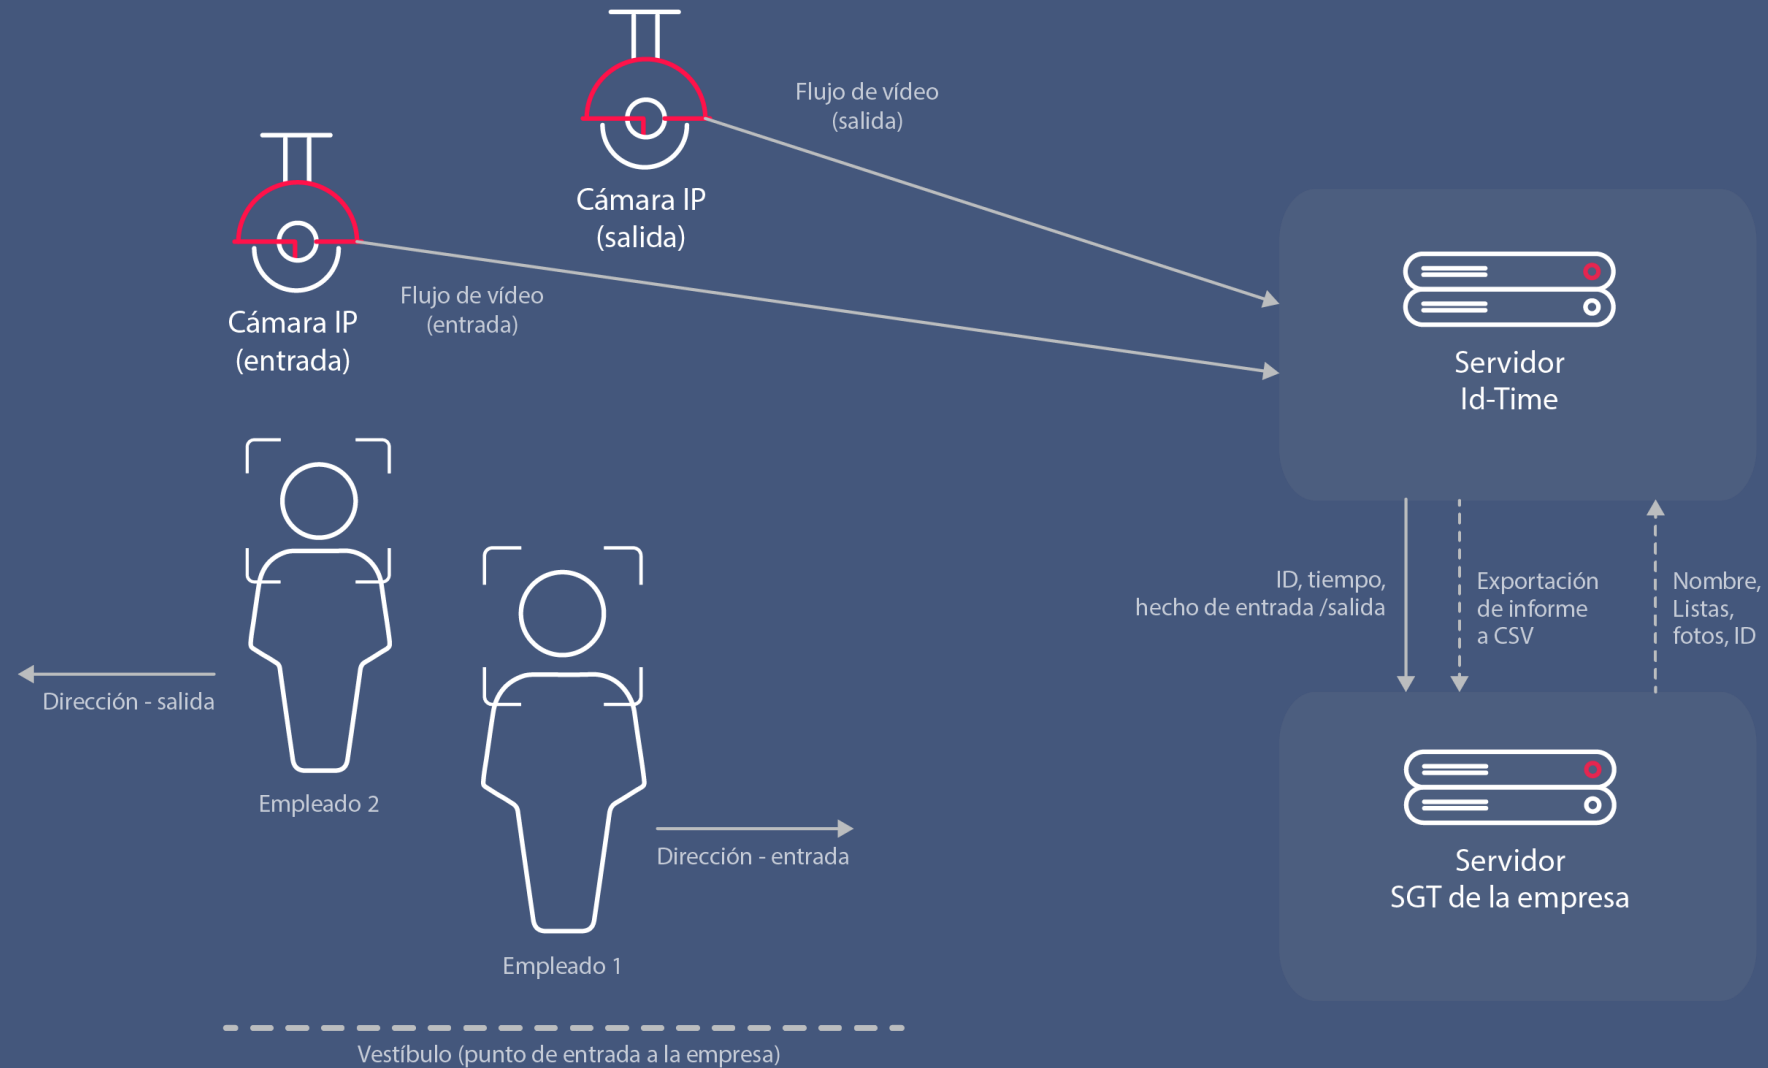 Flujo de vídeo
(salida)
Cámara IP
(salida)
Flujo de vídeo
(entrada)
Cámara IP
(entrada)
Servidor
Id-Time
ID, tiempo,
hecho de entrada /salida
Exportación
de informe
a CSV
Nombre,
Listas,
fotos, ID
Dirección - salida
Empleado 2
Dirección - entrada
Empleado 1
Servidor
SGT de la empresa
Vestíbulo (punto de entrada a la empresa)